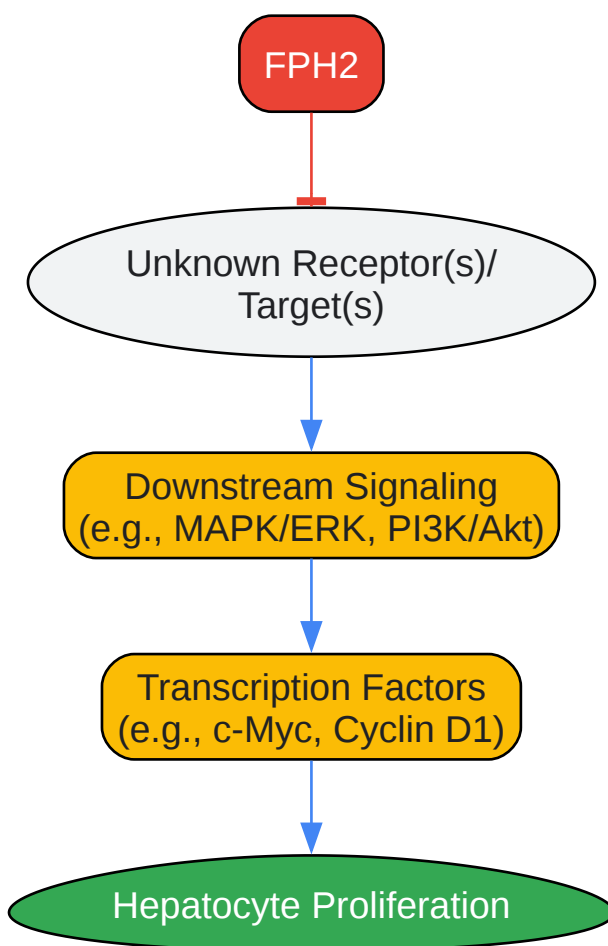 FPH2
Unknown Receptor(s)/
Target(s)
Downstream Signaling
(e.g., MAPK/ERK, PI3K/Akt)
Transcription Factors
(e.g., c-Myc, Cyclin D1)
Hepatocyte Proliferation